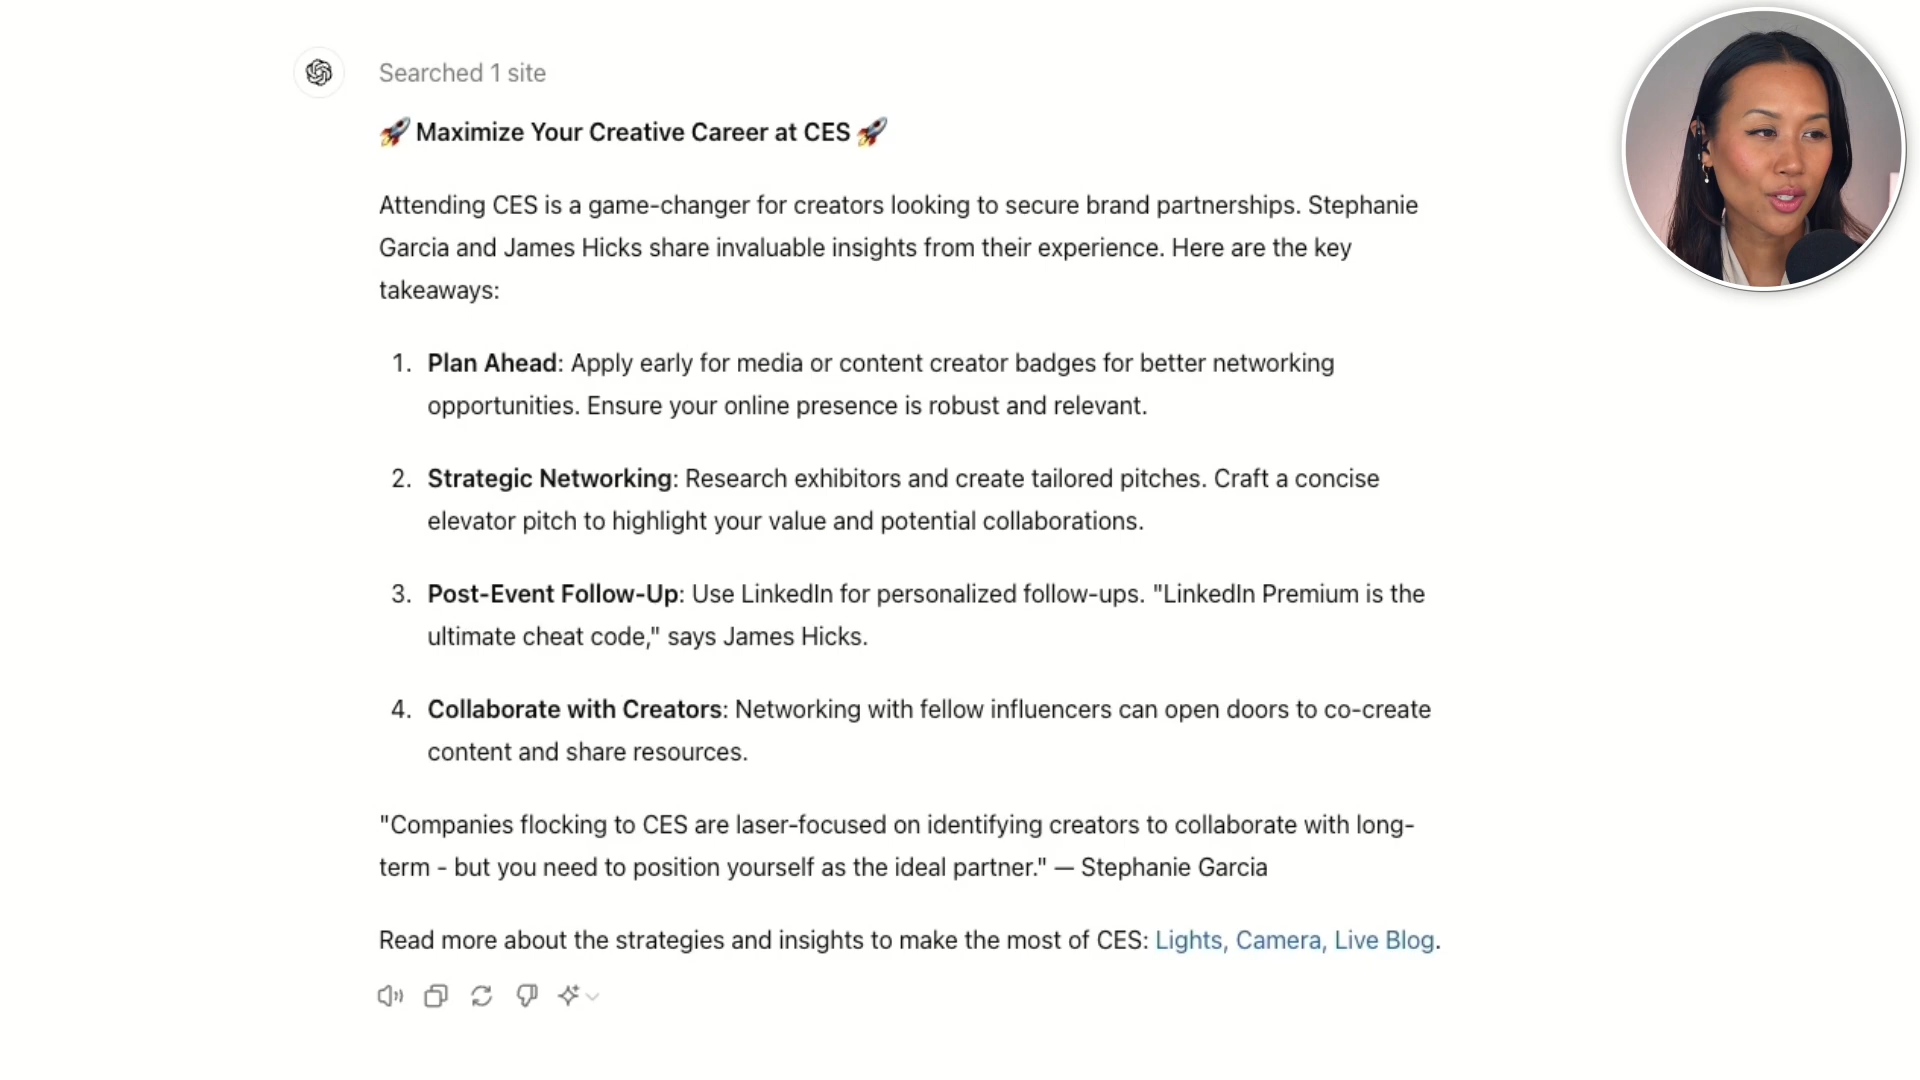 Searched 1 site
🚀 Maximize Your Creative Career at CES 🚀
Attending CES is a game-changer for creators looking to secure brand partnerships. Stephanie
Garcia and James Hicks share invaluable insights from their experience. Here are the key
takeaways:
1. Plan Ahead: Apply early for media or content creator badges for better networking
opportunities. Ensure your online presence is robust and relevant.
2. Strategic Networking: Research exhibitors and create tailored pitches. Craft a concise
elevator pitch to highlight your value and potential collaborations.
3. Post-Event Follow-Up: Use LinkedIn for personalized follow-ups. "LinkedIn Premium is the
ultimate cheat code," says James Hicks.
4. Collaborate with Creators: Networking with fellow influencers can open doors to co-create
content and share resources.
"Companies flocking to CES are laser-focused on identifying creators to collaborate with long-
term - but you need to position yourself as the ideal partner." — Stephanie Garcia
Read more about the strategies and insights to make the most of CES: Lights, Camera, Live Blog.